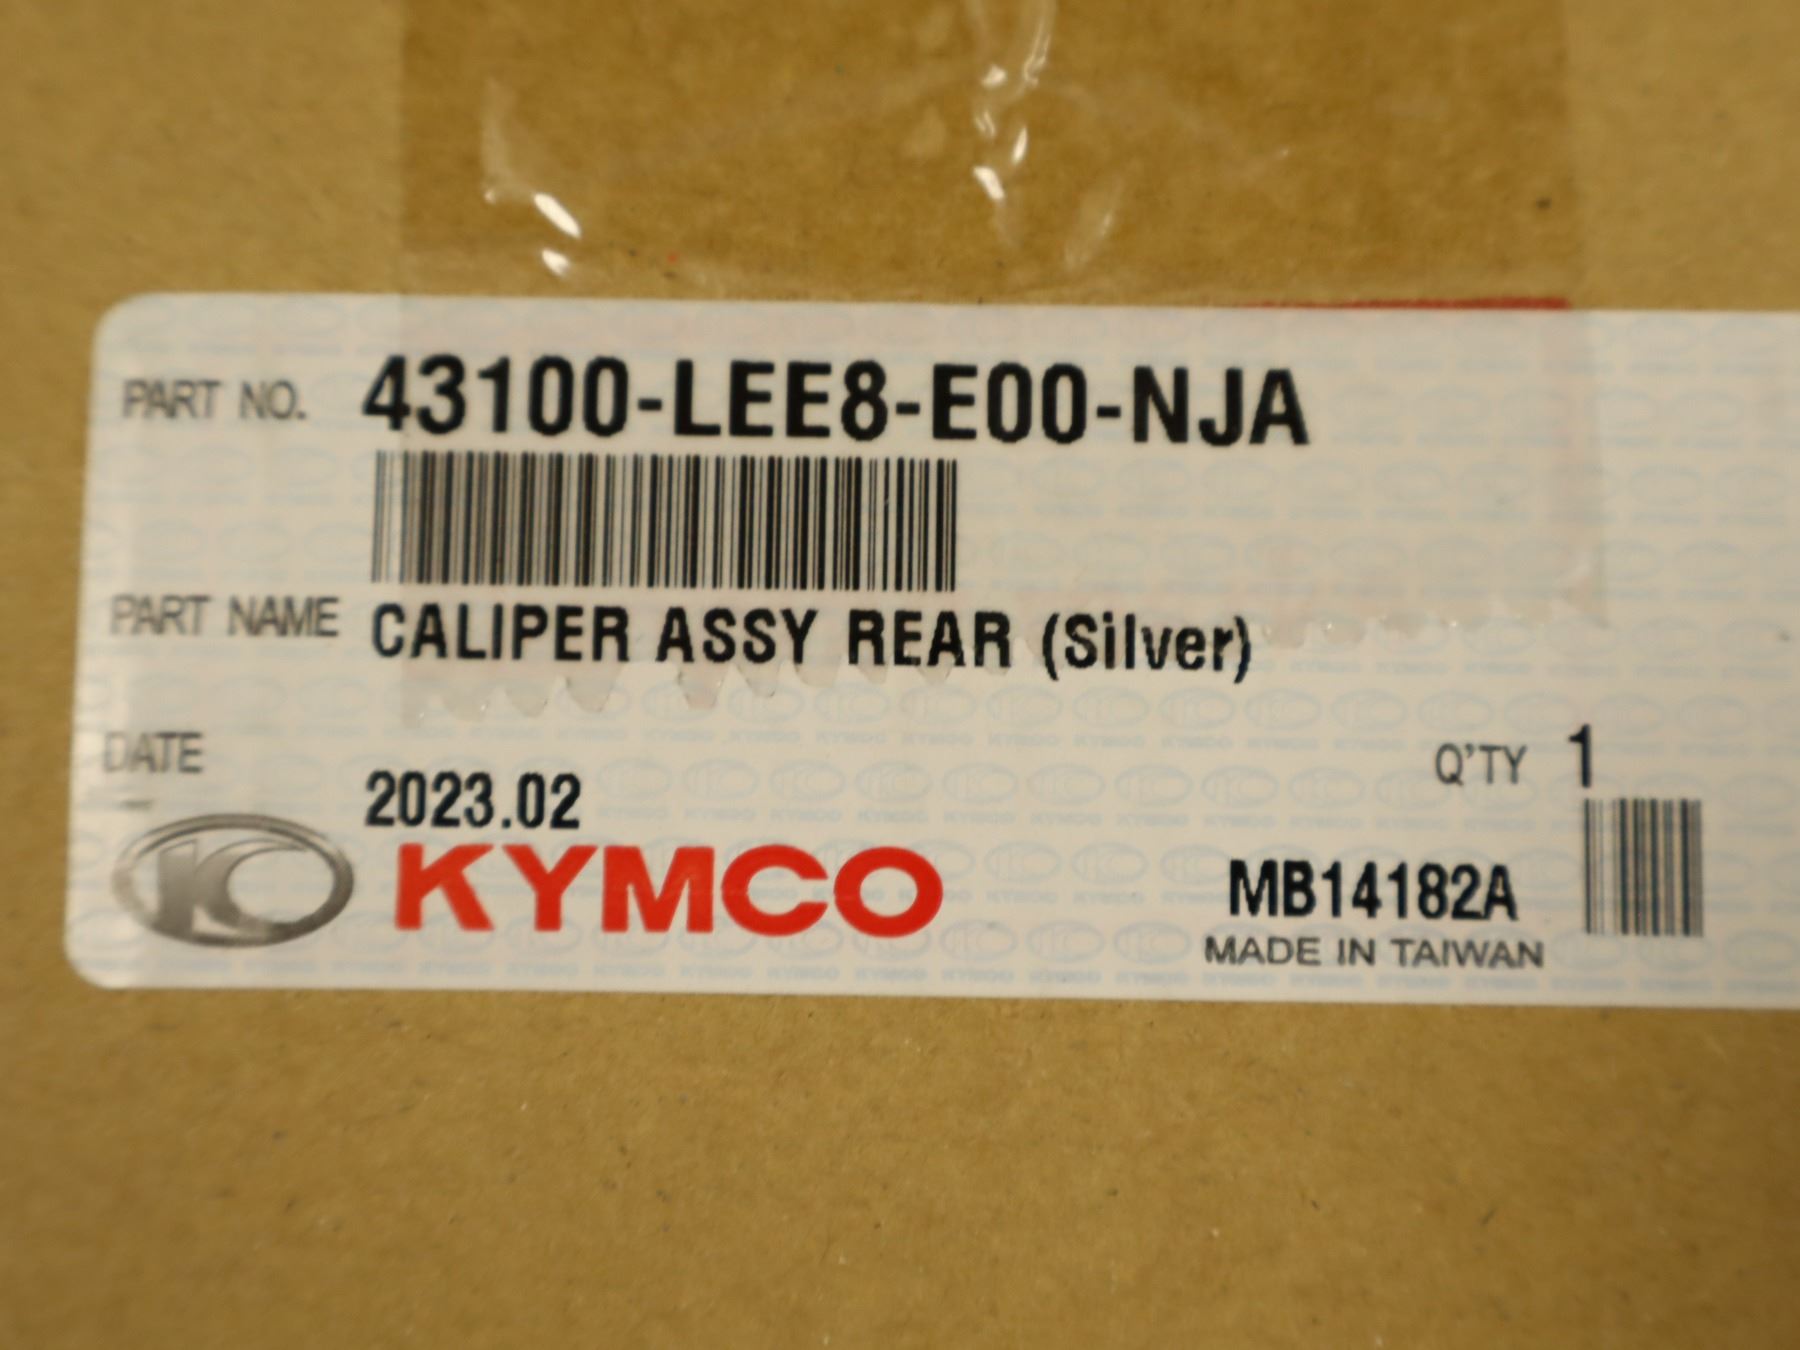 PART NO. 43100-LEE8-E00-NJA
PART NAME CALIPER ASSY REAR (Silver)
DATE 2023.02
Q'TY 1
KYMCO
MB14182A
MADE IN TAIWAN